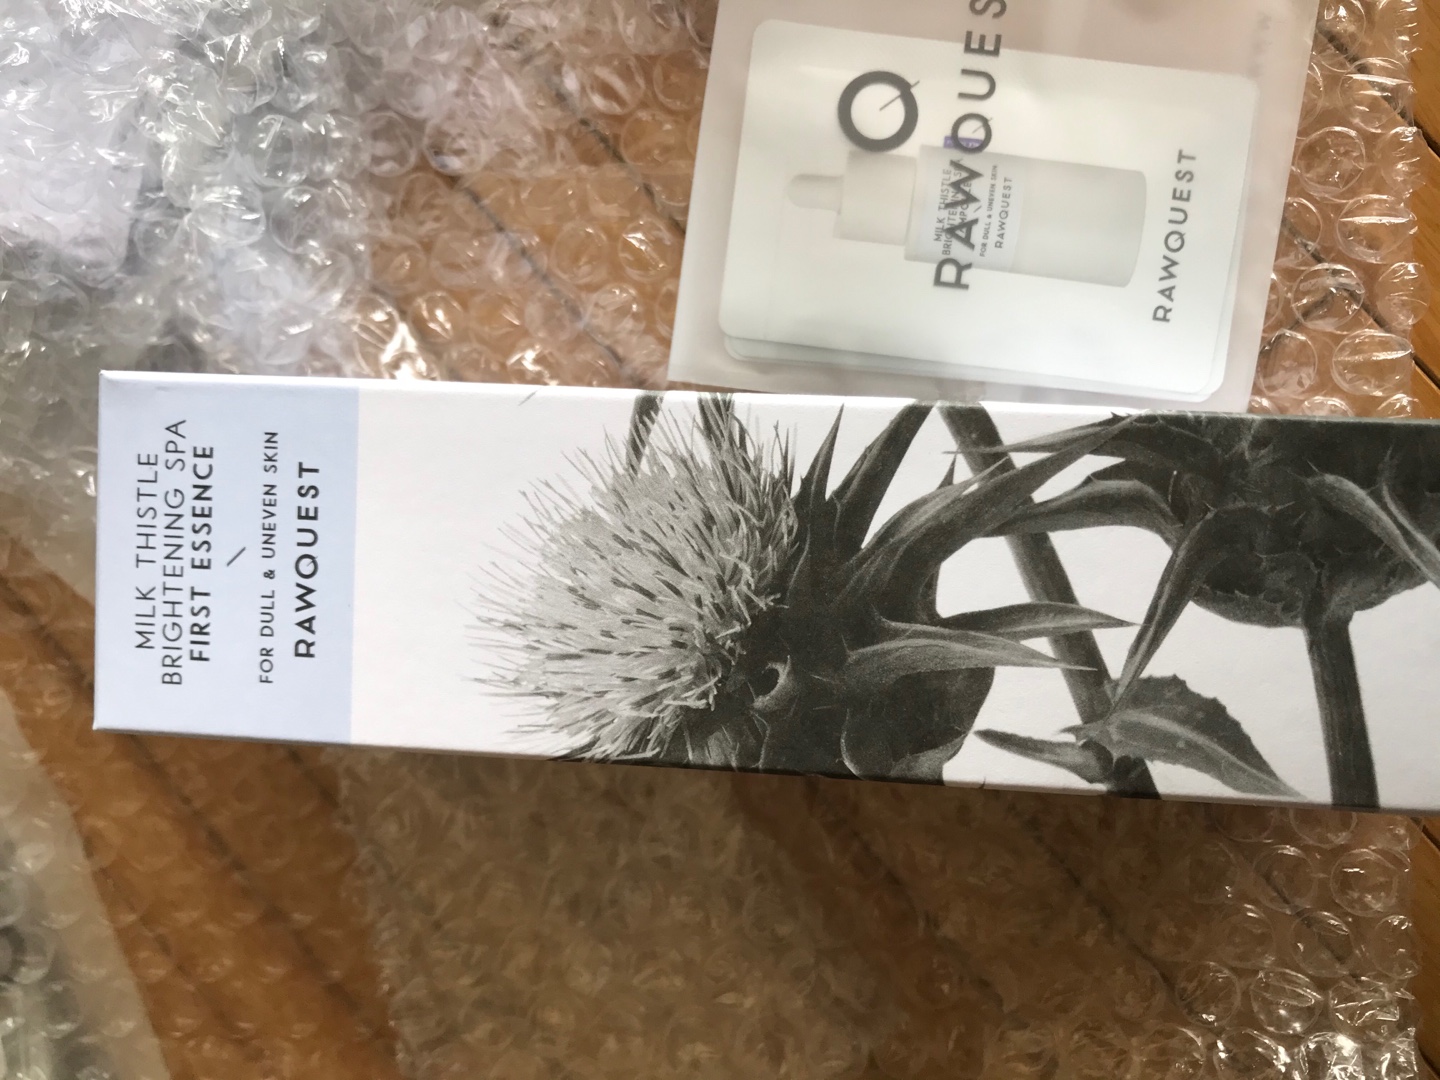 MILK THISTLE
BRIGHTENING SPA
FIRST ESSENCE
FOR DULL & UNEVEN SKIN
RAWQUEST
RAWQUEST
MILK THISTLE
FOR DULL & UNEVEN SKIN
RAWQUEST
RAWQUEST